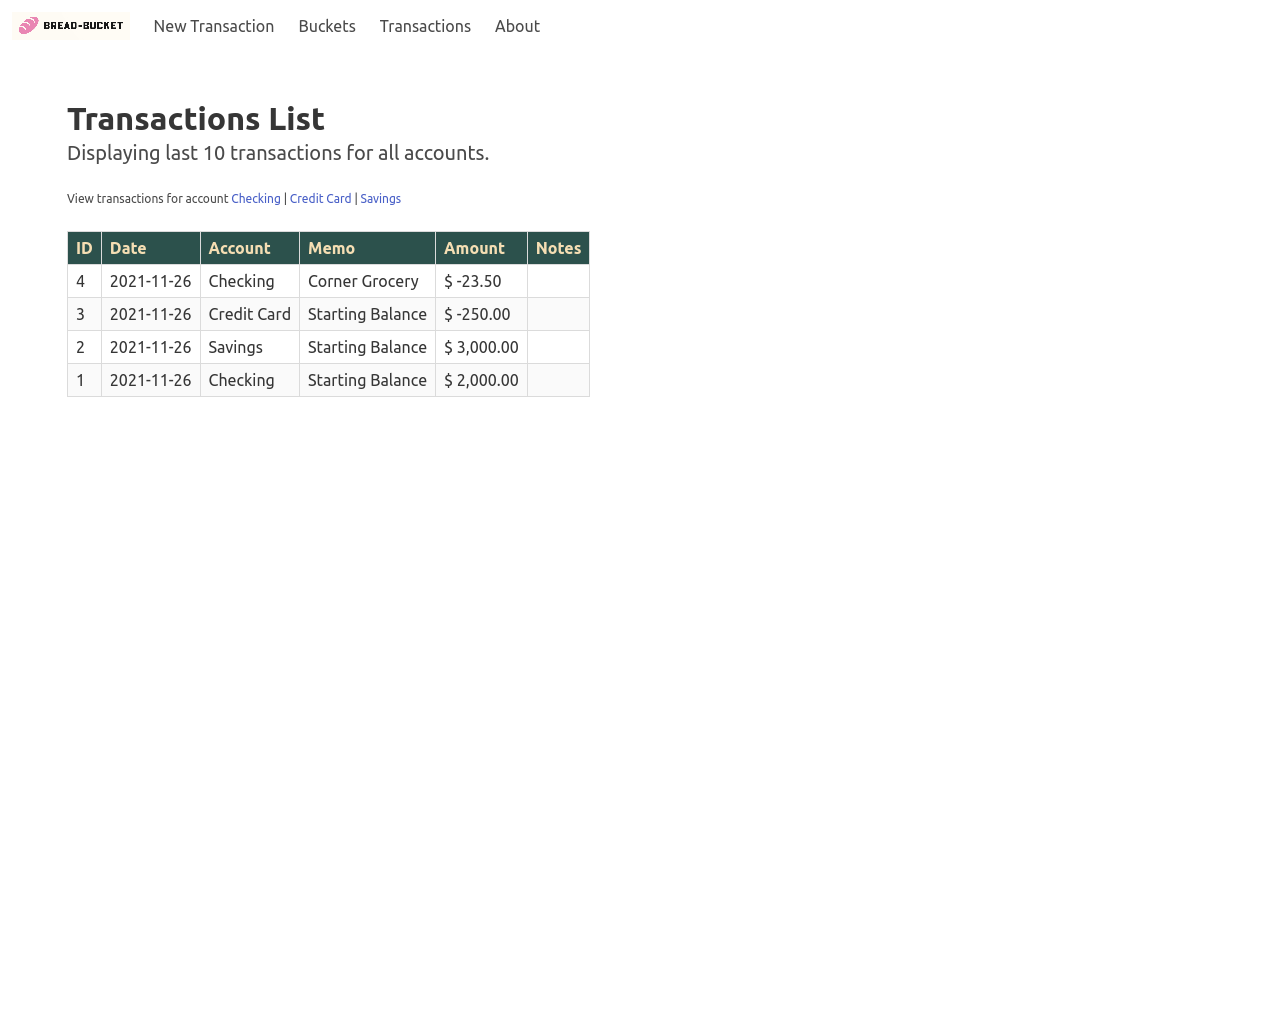 BREAD-BUCKET New Transaction Buckets Transactions About
Transactions List
Displaying last 10 transactions for all accounts.
View transactions for account Checking | Credit Card | Savings
ID Date Account Memo Amount Notes
4 2021-11-26 Checking Corner Grocery $ -23.50
3 2021-11-26 Credit Card Starting Balance $ -250.00
2 2021-11-26 Savings Starting Balance $ 3,000.00
1 2021-11-26 Checking Starting Balance $ 2,000.00